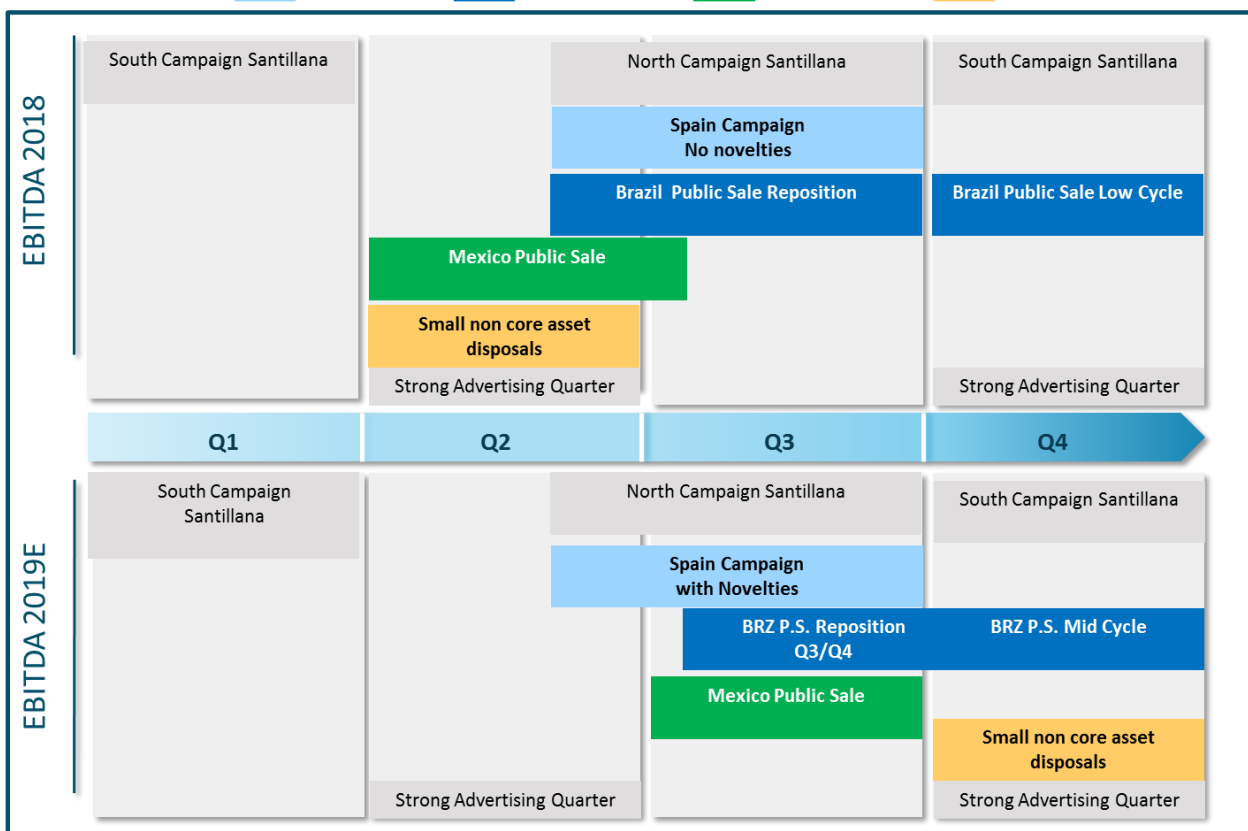 EBITDA 2018
South Campaign Santillana
North Campaign Santillana
South Campaign Santillana
Spain Campaign
No novelties
Brazil Public Sale Reposition
Brazil Public Sale Low Cycle
Mexico Public Sale
Small non core asset
disposals
Strong Advertising Quarter
Strong Advertising Quarter
Q1
Q2
Q3
Q4
EBITDA 2019E
South Campaign
Santillana
North Campaign Santillana
South Campaign Santillana
Spain Campaign
with Novelties
BRZ P.S. Reposition
Q3/Q4
BRZ P.S. Mid Cycle
Mexico Public Sale
Small non core asset
disposals
Strong Advertising Quarter
Strong Advertising Quarter